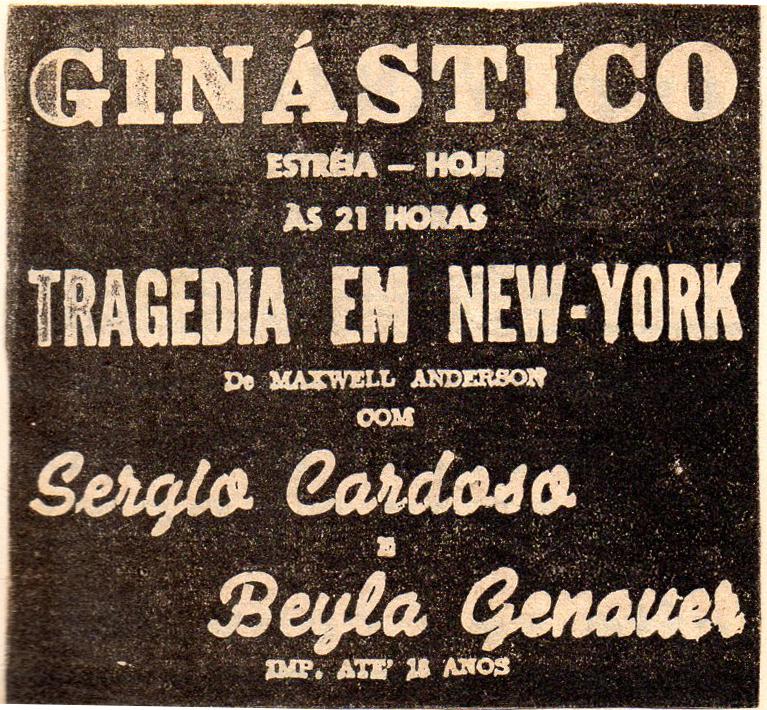 GINÁSTICO
ESTRÉIA — HOJE
ÀS 21 HORAS
TRAGEDIA EM NEW-YORK
De MAXWELL ANDERSON
COM
Sergio Cardoso
E
Beyla Genauer
IMP. ATE' 18 ANOS